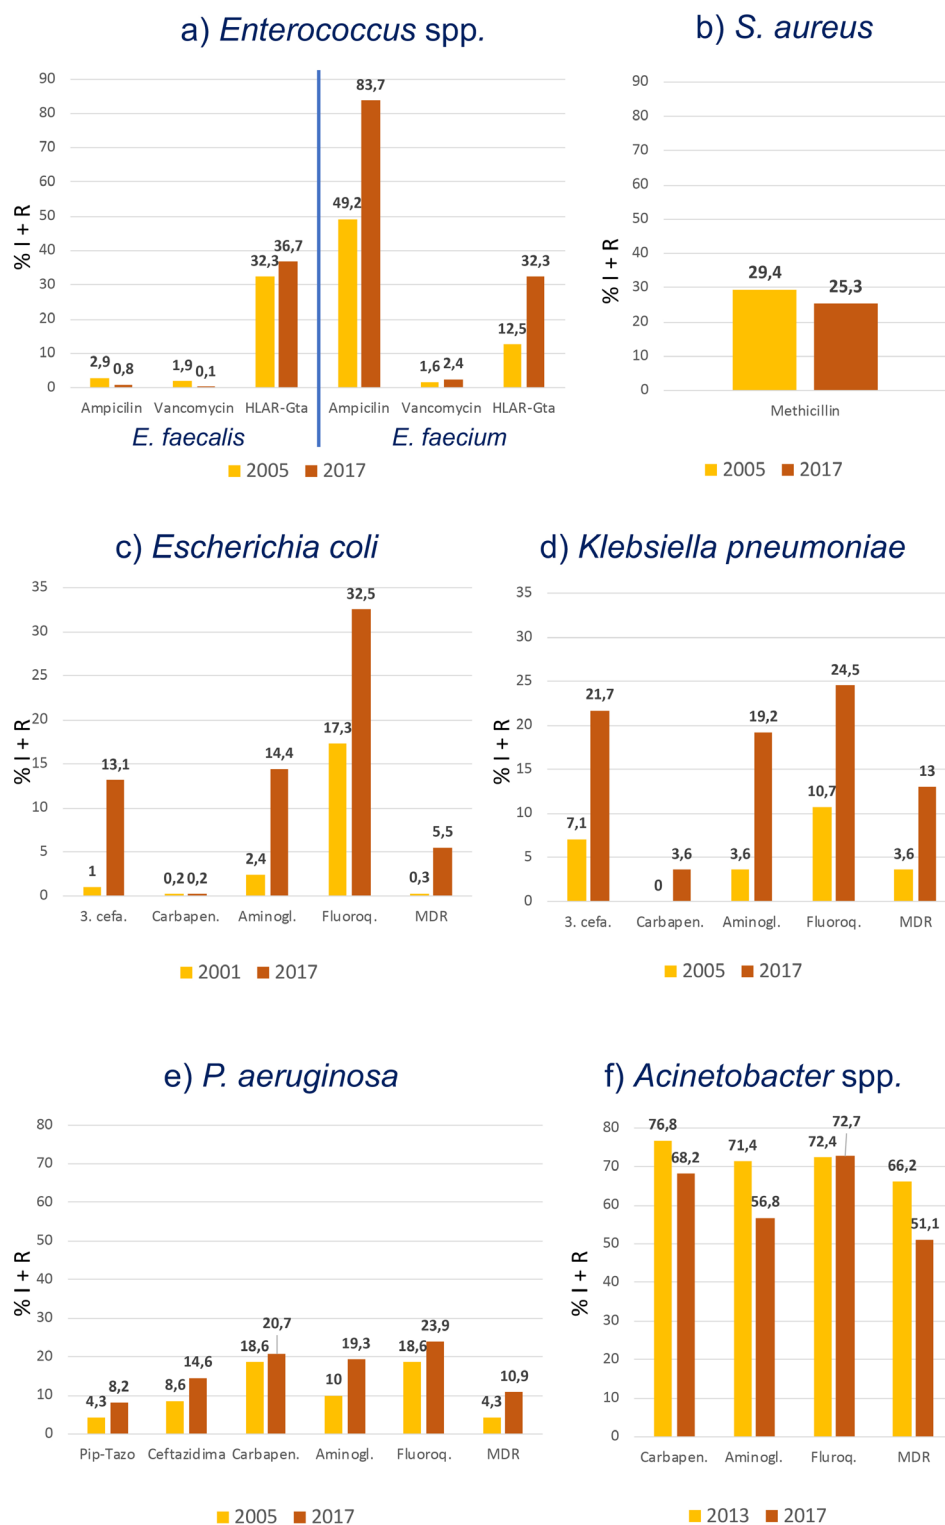 a) Enterococcus spp.
% I + R
90
80
70
60
50
40
30
20
10
0
2,9 0,8 1,9 0,1 32,3 36,7 49,2 83,7 1,6 2,4 12,5 32,3
Ampicilin Vancomycin HLAR-Gta Ampicilin Vancomycin HLAR-Gta
E. faecalis E. faecium
2005 2017
b) S. aureus
% I + R
90
80
70
60
50
40
30
20
10
0
29,4 25,3
Methicillin
2005 2017
c) Escherichia coli
% I + R
35
30
25
20
15
10
5
0
1 13,1 0,2 0,2 2,4 14,4 17,3 32,5 0,3 5,5
3. cefa. Carbapen. Aminogl. Fluoroq. MDR
2001 2017
d) Klebsiella pneumoniae
% I + R
35
30
25
20
15
10
5
0
7,1 21,7 0 3,6 3,6 19,2 10,7 24,5 3,6 13
3. cefa. Carbapen. Aminogl. Fluoroq. MDR
2005 2017
e) P. aeruginosa
% I + R
80
70
60
50
40
30
20
10
0
4,3 8,2 8,6 14,6 18,6 20,7 10 19,3 18,6 23,9 4,3 10,9
Pip-Tazo Ceftazidima Carbapen. Aminogl. Fluoroq. MDR
2005 2017
f) Acinetobacter spp.
% I + R
80
70
60
50
40
30
20
10
0
76,8 68,2 71,4 56,8 72,4 72,7 66,2 51,1
Carbapen. Aminogl. Fluroq. MDR
2013 2017